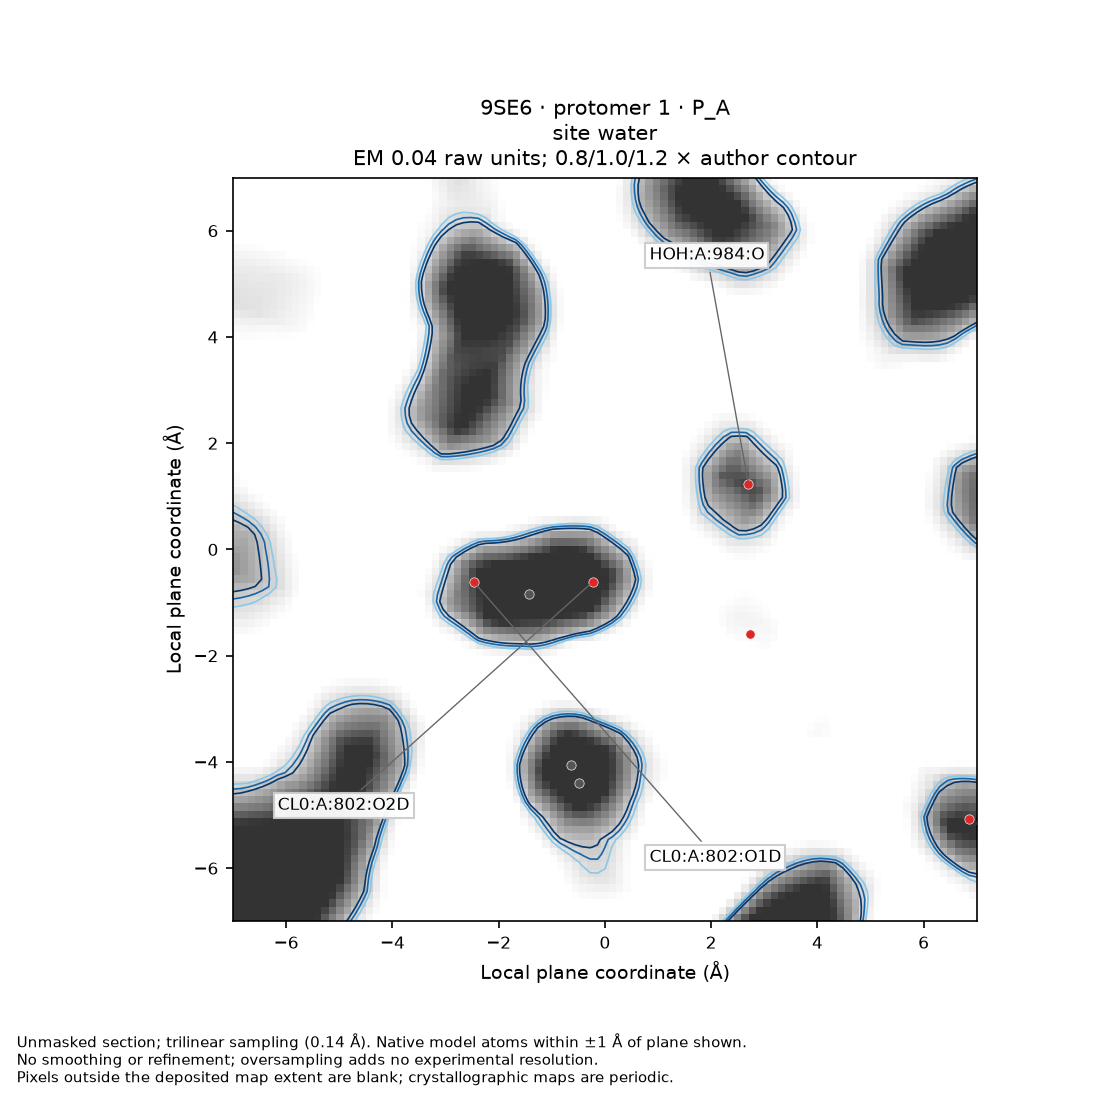 9SE6 · protomer 1 · P_A
site water
EM 0.04 raw units; 0.8/1.0/1.2 × author contour
Local plane coordinate (Å)
6
4
2
0
−2
−4
−6
HOH:A:984:O
CL0:A:802:O2D
CL0:A:802:O1D
−6
−4
−2
0
2
4
6
Local plane coordinate (Å)
Unmasked section; trilinear sampling (0.14 Å). Native model atoms within ±1 Å of plane shown.
No smoothing or refinement; oversampling adds no experimental resolution.
Pixels outside the deposited map extent are blank; crystallographic maps are periodic.